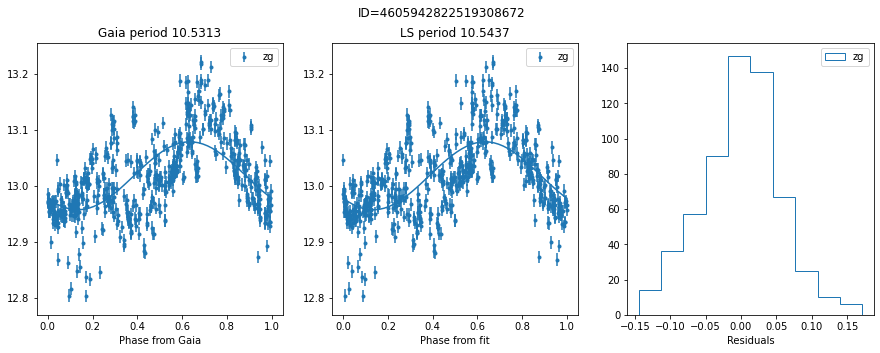 ID=4605942822519308672
Gaia period 10.5313
LS period 10.5437
zg
zg
zg
13.2
13.1
13.0
12.9
12.8
0.0 0.2 0.4 0.6 0.8 1.0
Phase from Gaia
13.2
13.1
13.0
12.9
12.8
0.0 0.2 0.4 0.6 0.8 1.0
Phase from fit
140
120
100
80
60
40
20
0
−0.15 −0.10 −0.05 0.00 0.05 0.10 0.15
Residuals